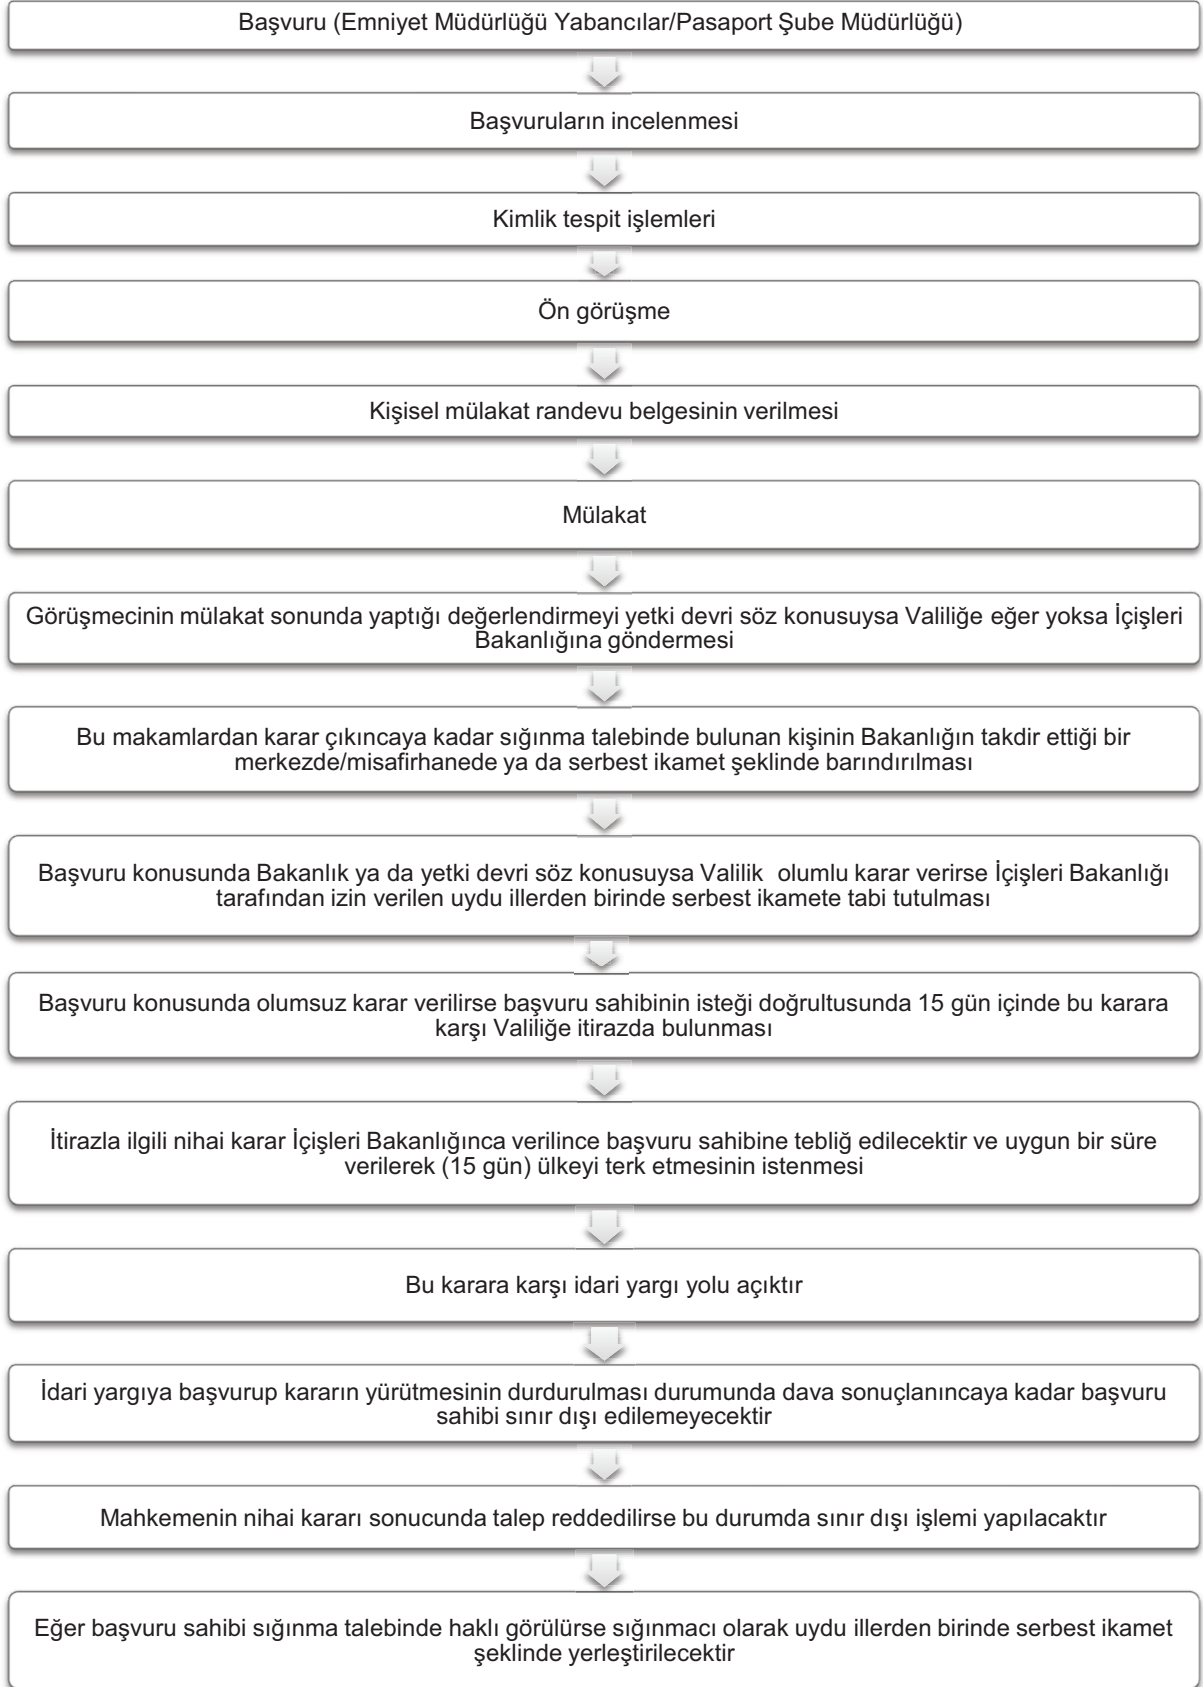 Başvuru (Emniyet Müdürlüğü Yabancılar/Pasaport Şube Müdürlüğü)
Başvuruların incelenmesi
Kimlik tespit işlemleri
Ön görüşme
Kişisel mülakat randevu belgesinin verilmesi
Mülakat
Görüşmecinin mülakat sonunda yaptığı değerlendirmeyi yetki devri söz konusuysa Valiliğe eğer yoksa İçişleri
Bakanlığına göndermesi
Bu makamlardan karar çıkıncaya kadar sığınma talebinde bulunan kişinin Bakanlığın takdir ettiği bir
merkezde/misafirhanede ya da serbest ikamet şeklinde barındırılması
Başvuru konusunda Bakanlık ya da yetki devri söz konusuysa Valilik olumlu karar verirse İçişleri Bakanlığı
tarafından izin verilen uydu illerden birinde serbest ikamete tabi tutulması
Başvuru konusunda olumsuz karar verilirse başvuru sahibinin isteği doğrultusunda 15 gün içinde bu karara
karşı Valiliğe itirazda bulunması
İtirazla ilgili nihai karar İçişleri Bakanlığınca verilince başvuru sahibine tebliğ edilecektir ve uygun bir süre
verilerek (15 gün) ülkeyi terk etmesinin istenmesi
Bu karara karşı idari yargı yolu açıktır
İdari yargıya başvurup kararın yürütmesinin durdurulması durumunda dava sonuçlanıncaya kadar başvuru
sahibi sınır dışı edilemeyecektir
Mahkemenin nihai kararı sonucunda talep reddedilirse bu durumda sınır dışı işlemi yapılacaktır
Eğer başvuru sahibi sığınma talebinde haklı görülürse sığınmacı olarak uydu illerden birinde serbest ikamet
şeklinde yerleştirilecektir